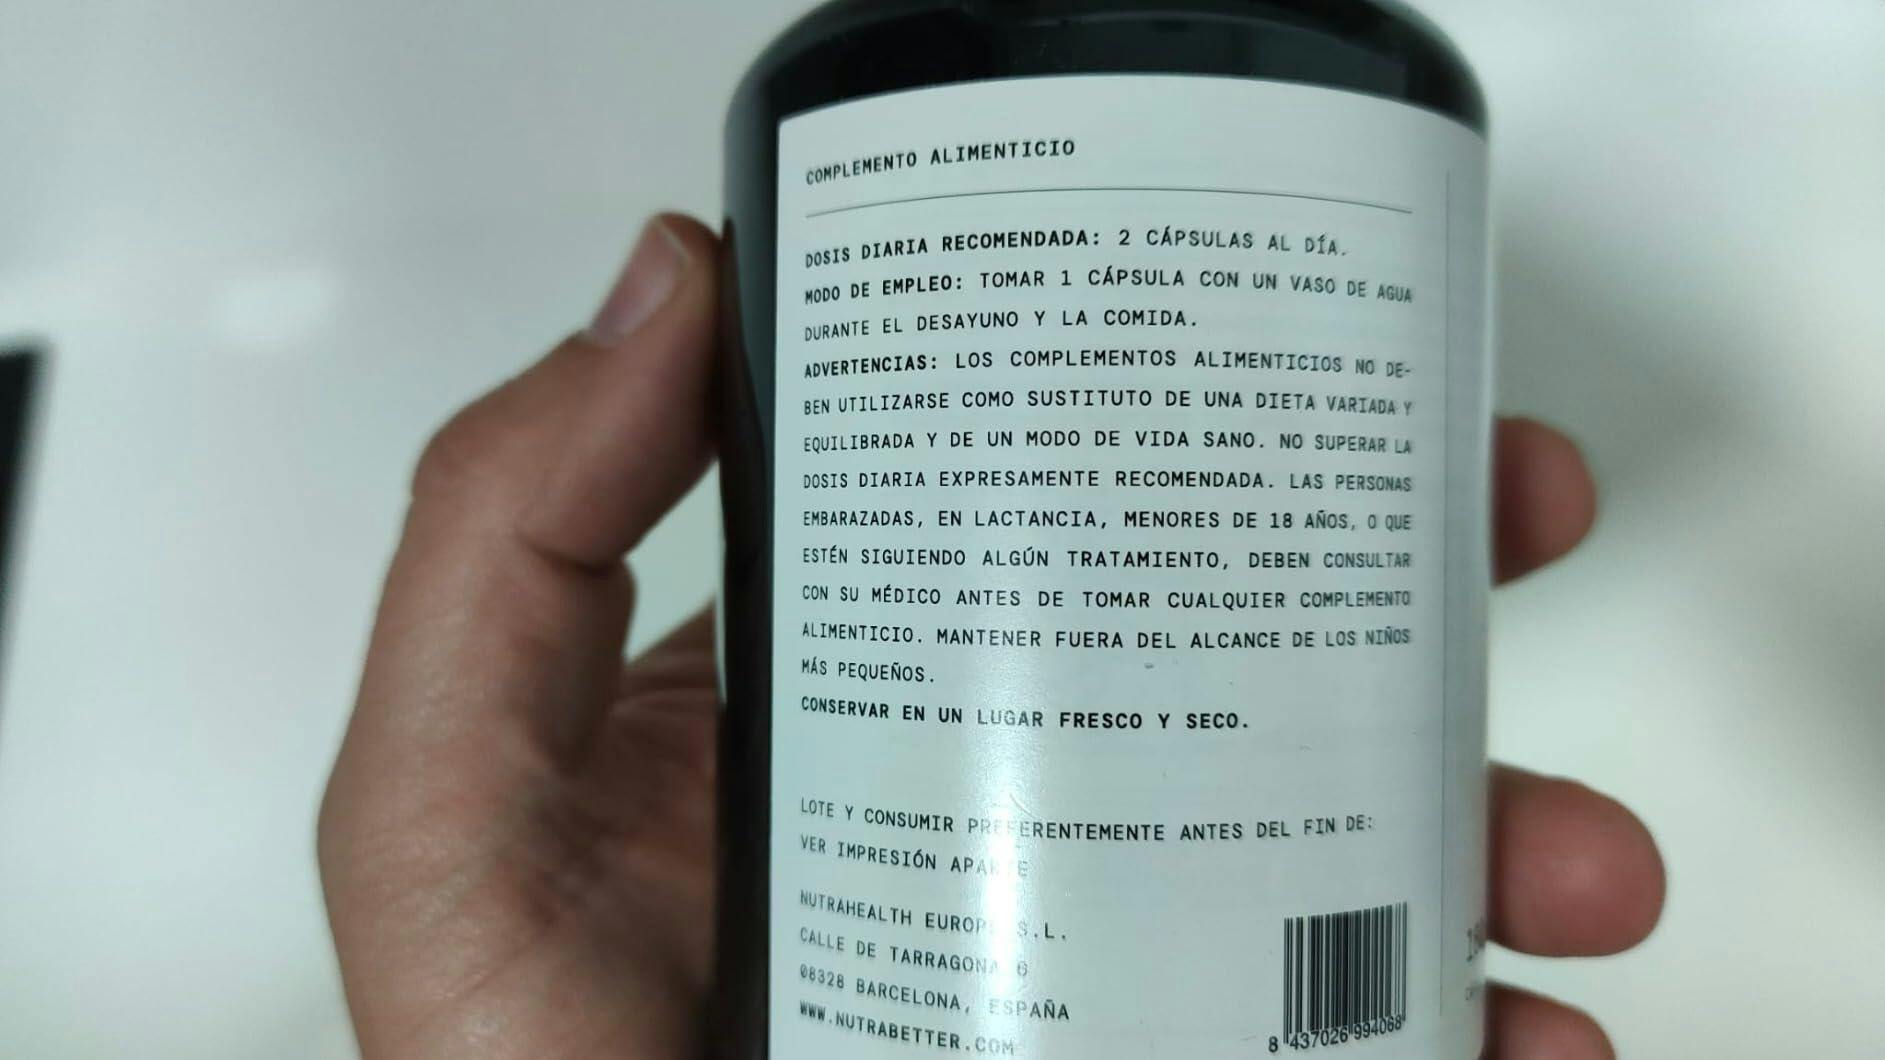 COMPLEMENTO ALIMENTICIO
DOSIS DIARIA RECOMENDADA: 2 CÁPSULAS AL DÍA.
MODO DE EMPLEO: TOMAR 1 CÁPSULA CON UN VASO DE AGUA
DURANTE EL DESAYUNO Y LA COMIDA.
ADVERTENCIAS: LOS COMPLEMENTOS ALIMENTICIOS NO DE-
BEN UTILIZARSE COMO SUSTITUTO DE UNA DIETA VARIADA Y
EQUILIBRADA Y DE UN MODO DE VIDA SANO. NO SUPERAR LA
DOSIS DIARIA EXPRESAMENTE RECOMENDADA. LAS PERSONAS
EMBARAZADAS, EN LACTANCIA, MENORES DE 18 AÑOS, O QUE
ESTÉN SIGUIENDO ALGÚN TRATAMIENTO, DEBEN CONSULTAR
CON SU MÉDICO ANTES DE TOMAR CUALQUIER COMPLEMENTO
ALIMENTICIO. MANTENER FUERA DEL ALCANCE DE LOS NIÑOS
MÁS PEQUEÑOS.
CONSERVAR EN UN LUGAR FRESCO Y SECO.
LOTE Y CONSUMIR PREFERENTEMENTE ANTES DEL FIN DE:
VER IMPRESIÓN APARTE
NUTRAHEALTH EUROPE S.L.
CALLE DE TARRAGONA 6
08328 BARCELONA, ESPAÑA
WWW.NUTRABETTER.COM
8 437026 994068